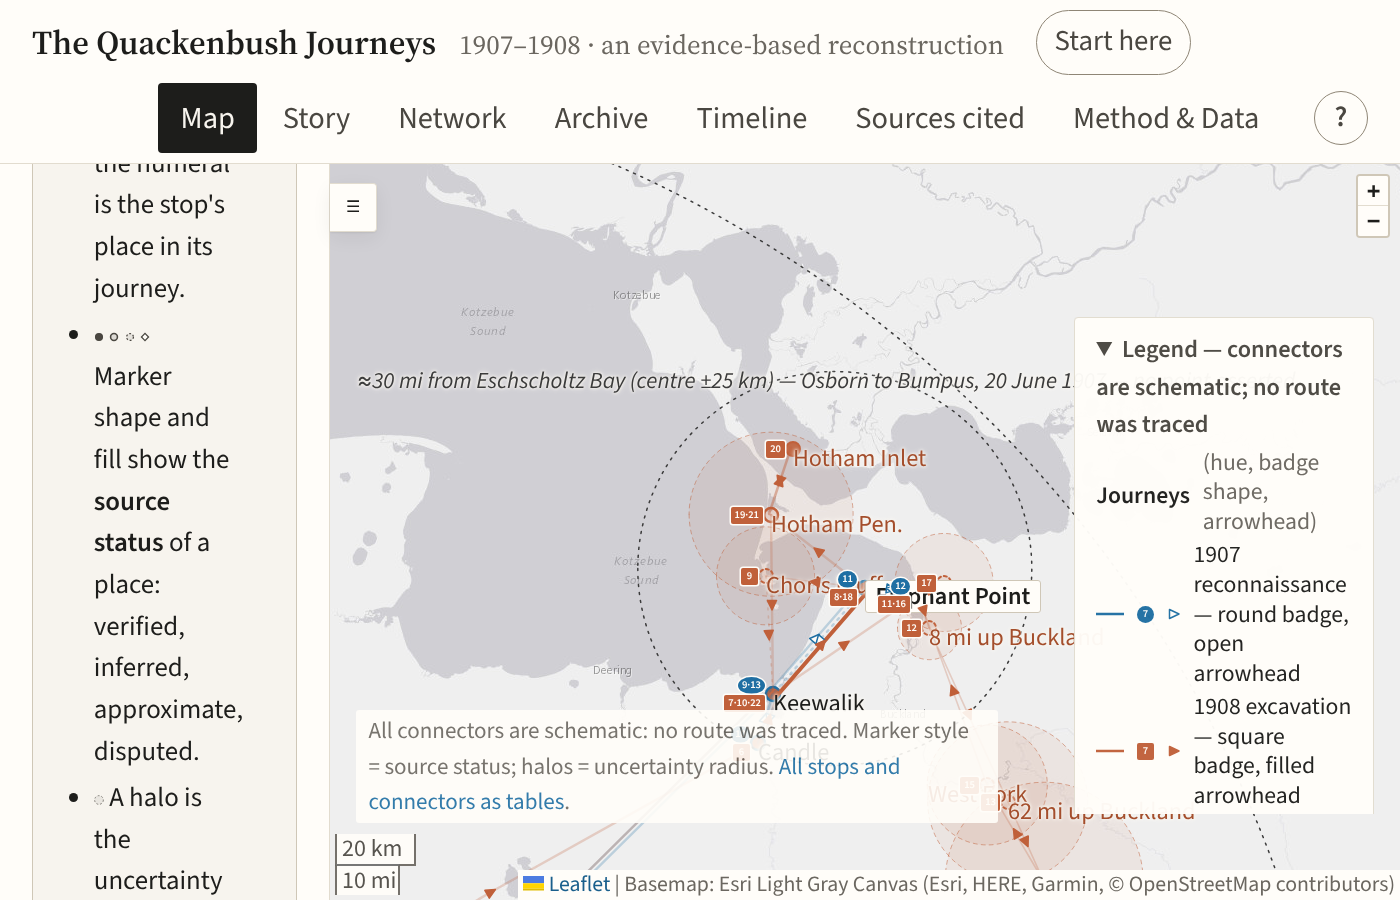 The Quackenbush Journeys 1907–1908 · an evidence-based reconstruction Start here
Map Story Network Archive Timeline Sources cited Method & Data ?
the numeral
is the stop's
place in its
journey.
Marker
shape and
fill show the
source
status of a
place:
verified,
inferred,
approximate,
disputed.
A halo is
the
uncertainty
☰
+
−
Kotzebue
Kotzebue
Sound
≈30 mi from Eschscholtz Bay (centre ±25 km) — Osborn to Bumpus, 20 June 1907
20
Hotham Inlet
19·21
Hotham Pen.
Kotzebue
Sound
9
11
8·18
12
11·16
17
Elephant Point
12
8 mi up Buckland
Deering
9·13
7·10·22
Keewalik
Candle
West Fork
62 mi up Buckland
▼ Legend — connectors
are schematic; no route
was traced
Journeys
(hue, badge
shape,
arrowhead)
7
1907
reconnaissance
— round badge,
open
arrowhead
7
1908 excavation
— square
badge, filled
arrowhead
All connectors are schematic: no route was traced. Marker style
= source status; halos = uncertainty radius. All stops and
connectors as tables.
20 km
10 mi
Leaflet | Basemap: Esri Light Gray Canvas (Esri, HERE, Garmin, © OpenStreetMap contributors)